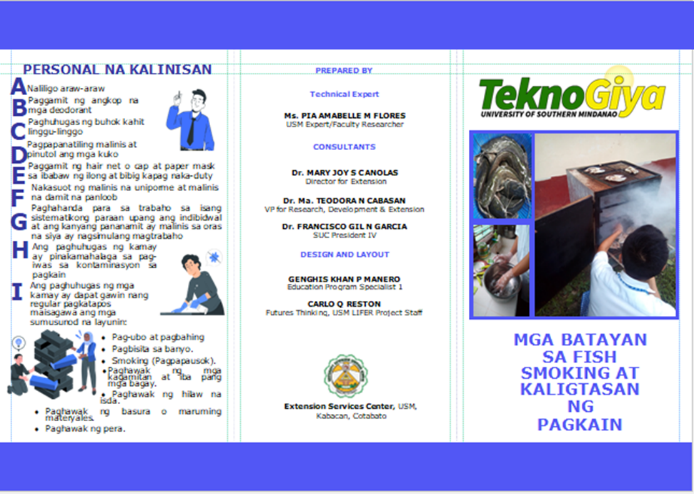 PERSONAL NA KALINISAN
A
Naliligo araw-araw
B
Paggamit ng angkop na
mga deodorant
C
Paghuhugas ng buhok kahit
linggu-linggo
D
Pagpapanatiling malinis at
pinutol ang mga kuko
E
Paggamit ng hair net o cap at paper mask
sa ibabaw ng ilong at bibig kapag naka-duty
F
Nakasuot ng malinis na uniporme at malinis
na damit na panloob
G
Paghahanda para sa trabaho sa isang
sistematikong paraan upang ang indibidwal
at ang kanyang pananamit ay malinis sa oras
na siya ay nagsimulang magtrabaho
H
Ang paghuhugas ng kamay
ay pinakamahalaga sa pag-
iwas sa kontaminasyon sa
pagkain
I
Ang paghuhugas ng mga
kamay ay dapat gawin nang
regular pagkatapos
maisagawa ang mga
sumusunod na layunin:
• Pag-ubo at pagbahing
• Pagbisita sa banyo.
• Smoking (Pagpapausok).
• Paghawak ng mga
kagamitan at iba pang
mga bagay.
• Paghawak ng hilaw na
isda.
• Paghawak ng basura o maruming
materyales.
• Paghawak ng pera.
PREPARED BY
Technical Expert
Ms. PIA AMABELLE M FLORES
USM Expert/Faculty Researcher
CONSULTANTS
Dr. MARY JOY S CANOLAS
Director for Extension
Dr. Ma. TEODORA N CABASAN
VP for Research, Development & Extension
Dr. FRANCISCO GIL N GARCIA
SUC President IV
DESIGN AND LAYOUT
GENGHIS KHAN P MANERO
Education Program Specialist 1
CARLO Q RESTON
Futures Thinking, USM LIFER Project Staff
Extension Services Center, USM,
Kabacan, Cotabato
TeknoGiya
UNIVERSITY OF SOUTHERN MINDANAO
MGA BATAYAN
SA FISH
SMOKING AT
KALIGTASAN
NG
PAGKAIN